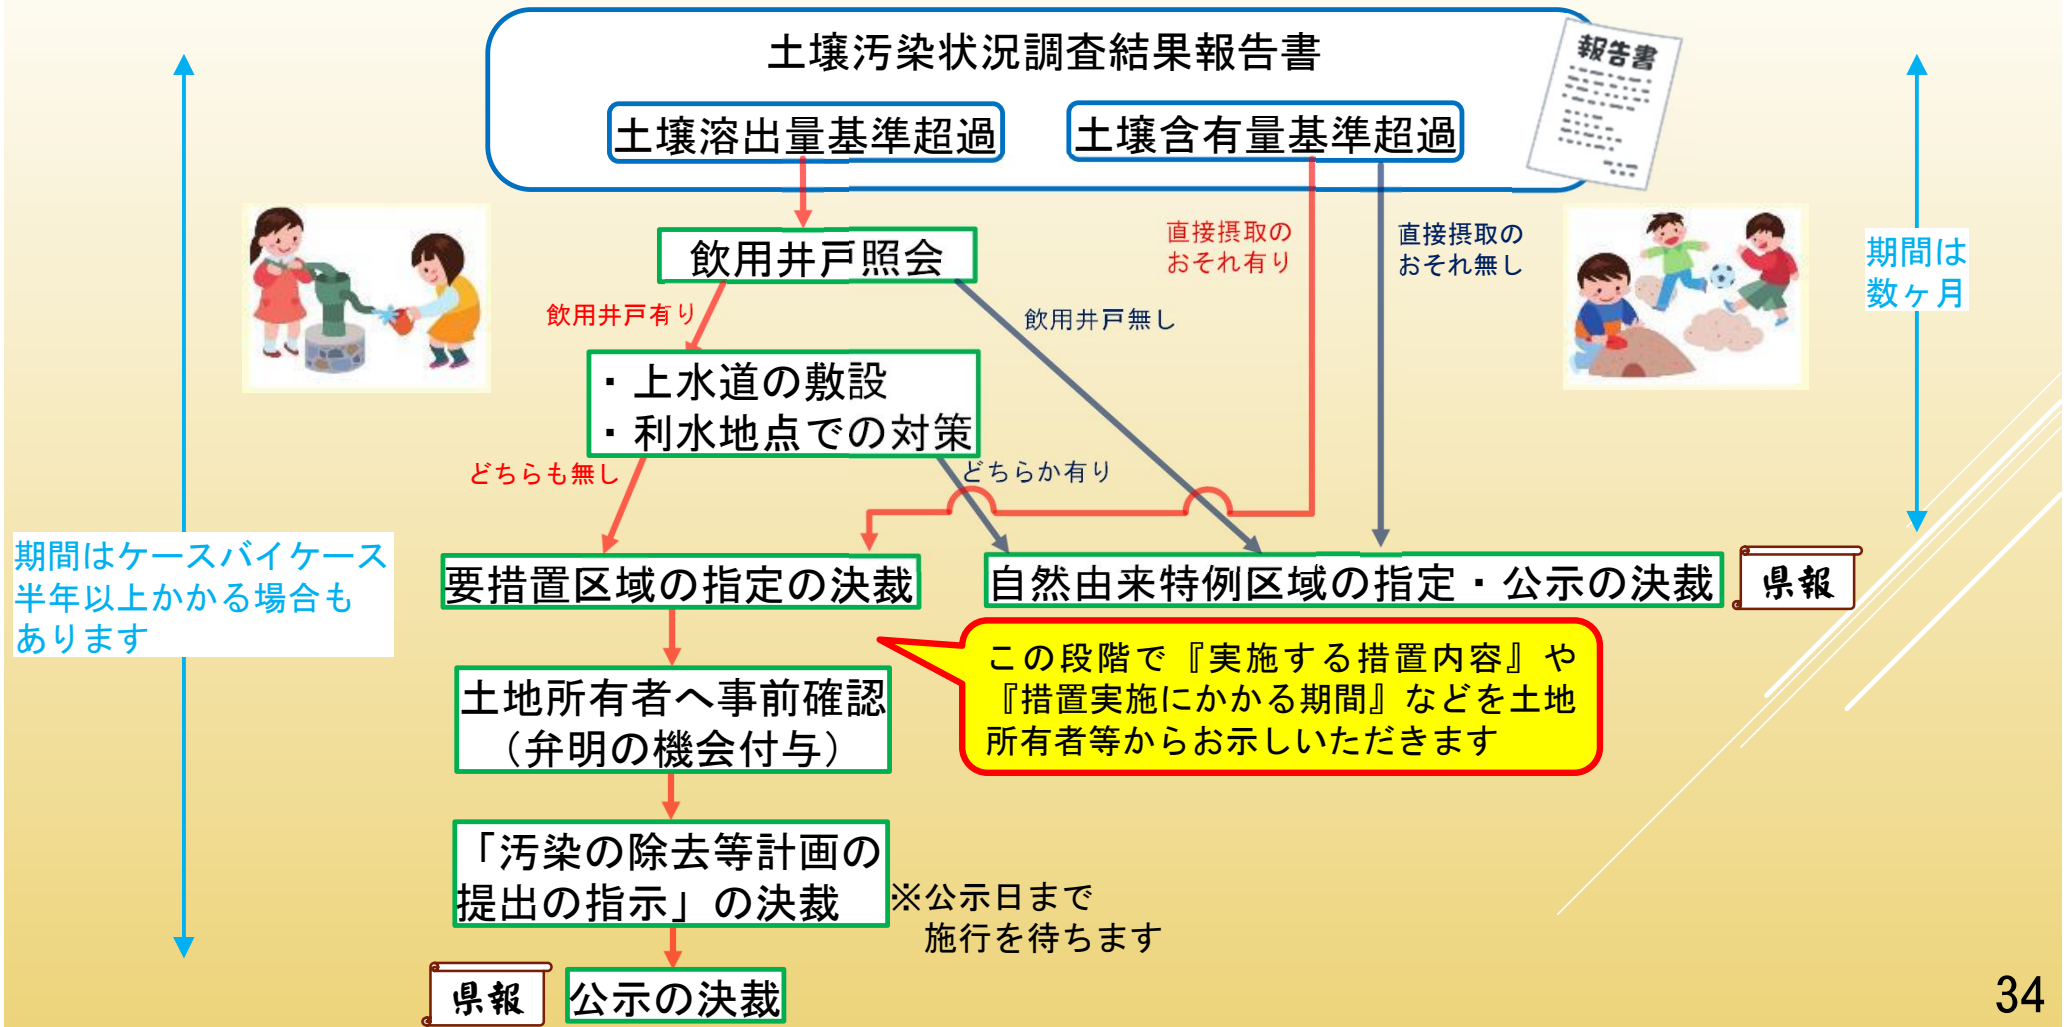 土壌汚染状況調査結果報告書
報告書
土壌溶出量基準超過
土壌含有量基準超過
飲用井戸照会
直接摂取の
おそれ有り
直接摂取の
おそれ無し
期間は
数ヶ月
飲用井戸有り
飲用井戸無し
・上水道の敷設
・利水地点での対策
どちらも無し
どちらか有り
期間はケースバイケース
半年以上かかる場合も
あります
要措置区域の指定の決裁
自然由来特例区域の指定・公示の決裁
県報
この段階で『実施する措置内容』や
『措置実施にかかる期間』などを土地
所有者等からお示しいただきます
土地所有者へ事前確認
（弁明の機会付与）
「汚染の除去等計画の
提出の指示」の決裁
※公示日まで
施行を待ちます
県報
公示の決裁
34